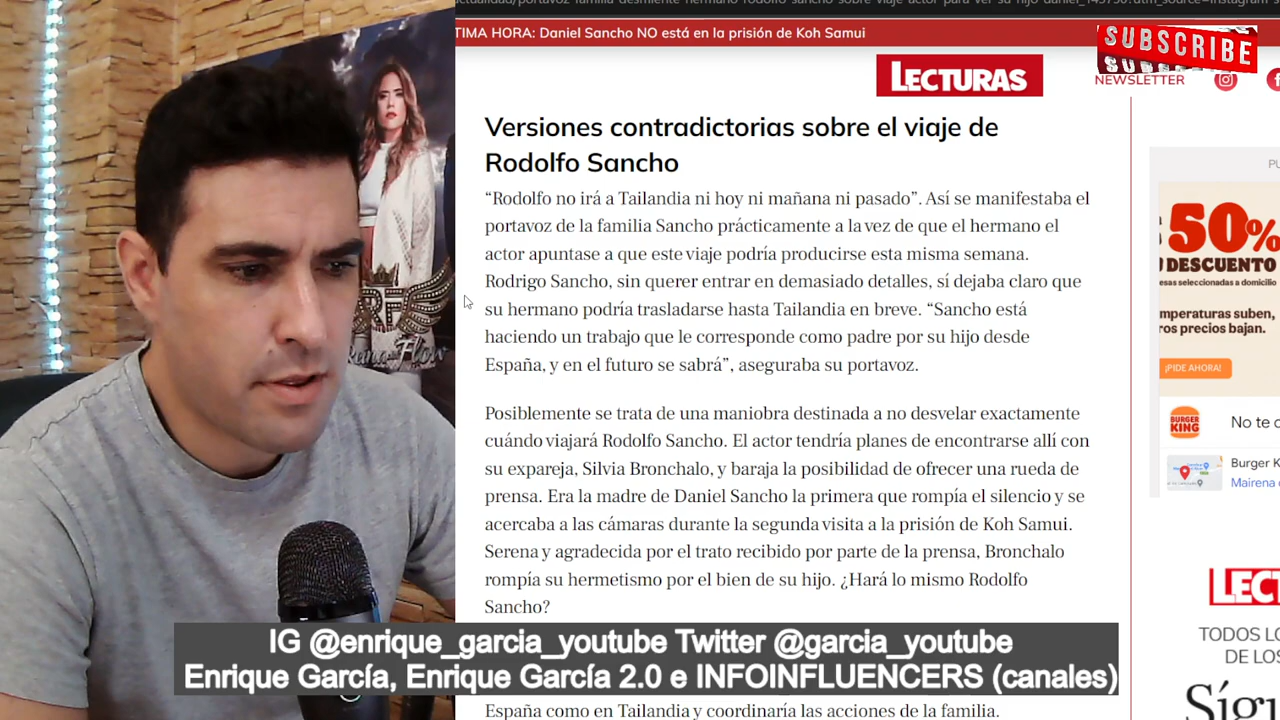 TIMA HORA: Daniel Sancho NO está en la prisión de Koh Samui
SUBSCRIBE
LECTURAS
NEWSLETTER
Versiones contradictorias sobre el viaje de
Rodolfo Sancho
“Rodolfo no irá a Tailandia ni hoy ni mañana ni pasado”. Así se manifestaba el
portavoz de la familia Sancho prácticamente a la vez de que el hermano el
actor apuntase a que este viaje podría producirse esta misma semana.
Rodrigo Sancho, sin querer entrar en demasiado detalles, sí dejaba claro que
su hermano podría trasladarse hasta Tailandia en breve. “Sancho está
haciendo un trabajo que le corresponde como padre por su hijo desde
España, y en el futuro se sabrá”, aseguraba su portavoz.
Posiblemente se trata de una maniobra destinada a no desvelar exactamente
cuándo viajará Rodolfo Sancho. El actor tendría planes de encontrarse allí con
su expareja, Silvia Bronchalo, y baraja la posibilidad de ofrecer una rueda de
prensa. Era la madre de Daniel Sancho la primera que rompía el silencio y se
acercaba a las cámaras durante la segunda visita a la prisión de Koh Samui.
Serena y agradecida por el trato recibido por parte de la prensa, Bronchalo
rompía su hermetismo por el bien de su hijo. ¿Hará lo mismo Rodolfo
Sancho?
España como en Tailandia y coordinaría las acciones de la familia.
PU
50%
DESCUENTO
esas seleccionadas a domicilio
mperaturas suben,
ros precios bajan.
¡PIDE AHORA!
BURGER
KING
No te c
Burger K
Mairena
LEC
TODOS LO
DE LOS
Sígu
Flow
IG @enrique_garcia_youtube Twitter @garcia_youtube
Enrique García, Enrique García 2.0 e INFOINFLUENCERS (canales)